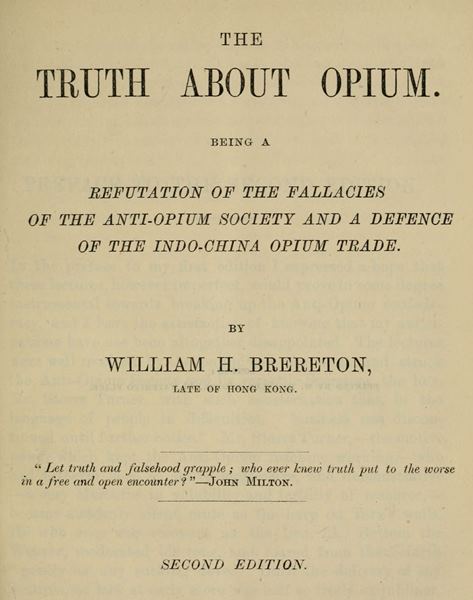 THE
TRUTH ABOUT OPIUM.
BEING A
REFUTATION OF THE FALLACIES
OF THE ANTI-OPIUM SOCIETY AND A DEFENCE
OF THE INDO-CHINA OPIUM TRADE.
BY
WILLIAM H. BRERETON,
LATE OF HONG KONG.
" Let truth and falsehood grapple ; who ever knew truth put to the worse
in a free and open encounter ? "—JOHN MILTON.
SECOND EDITION.